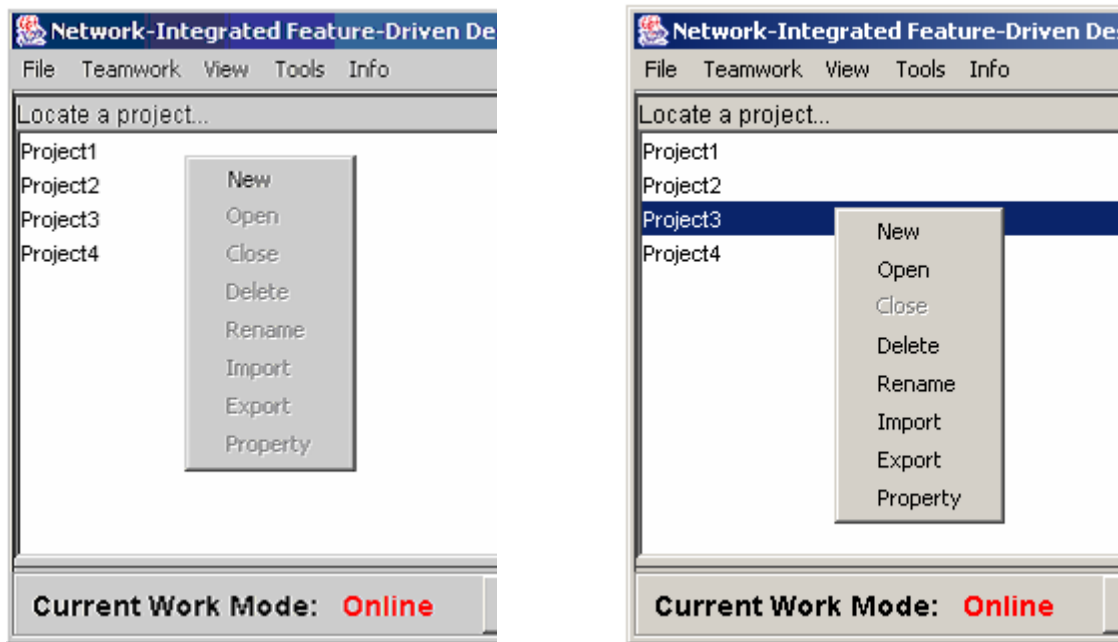 Network-Integrated Feature-Driven De
File Teamwork View Tools Info
Locate a project...
Project1
Project2
Project3
Project4
New
Open
Close
Delete
Rename
Import
Export
Property
Current Work Mode: Online
Network-Integrated Feature-Driven Des
File Teamwork View Tools Info
Locate a project...
Project1
Project2
Project3
Project4
New
Open
Close
Delete
Rename
Import
Export
Property
Current Work Mode: Online